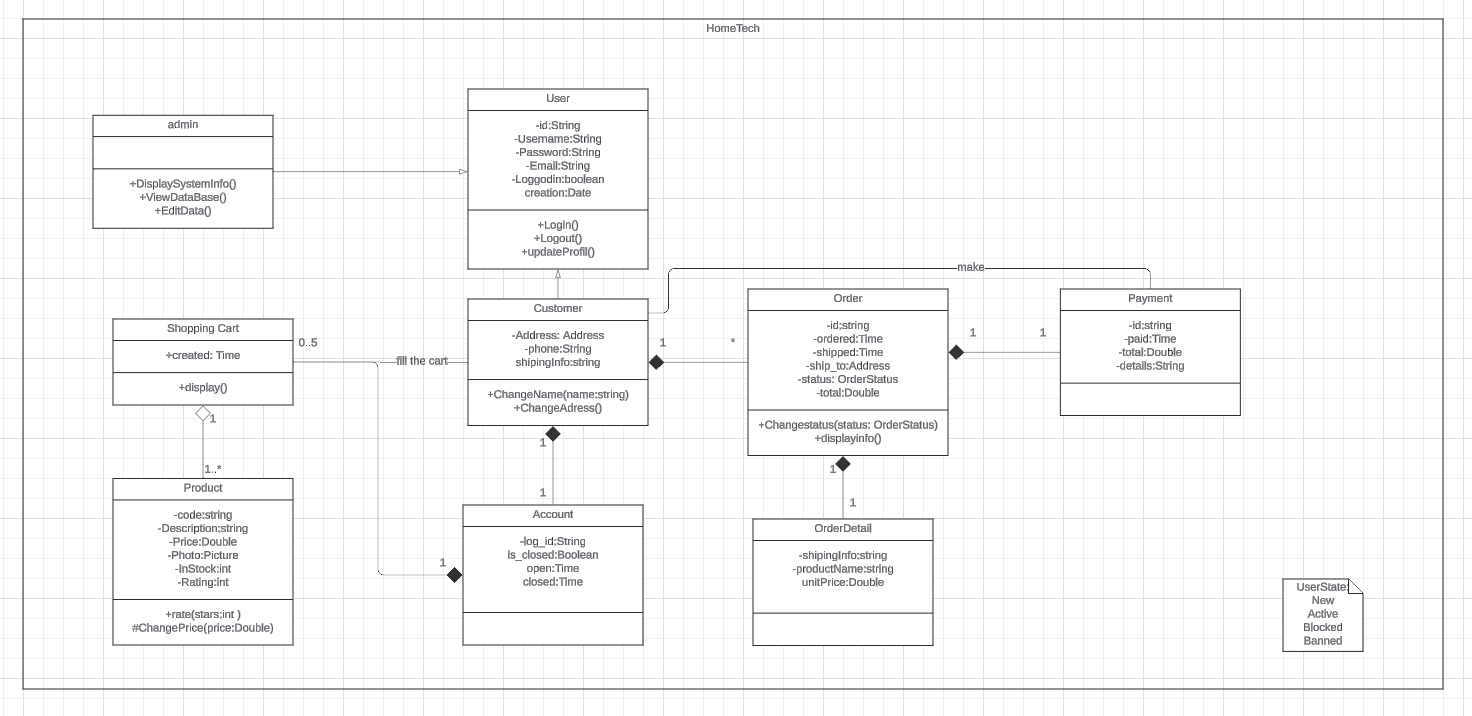 HomeTech
User
-id;String
-Username:String
-Password:String
-Email:String
-Loggodin:boolean
creation:Date
+Login()
+Logout()
+updateProfil()
admin
+DisplaySystemInfo()
+ViewDataBase()
+EditData()
make
Customer
-Address: Address
-phone:String
shipingInfo:string
+ChangeName(name:string)
+ChangeAdress()
Order
-id;string
-ordered:Time
-shipped:Time
-ship_to:Address
-status: OrderStatus
-total:Double
+Changestatus(status: OrderStatus)
+displayinfo()
Payment
-id;string
-paid:Time
-total:Double
-details:String
Shopping Cart
+created: Time
+display()
0..5
fill the cart
1
*
1
1
1
1..*
Product
-code:string
-Description;string
-Price:Double
-Photo:Picture
-InStock:int
-Rating:int
+rate(stars;int )
#ChangePrice(price:Double)
1
1
1
Account
-log_id;String
is_closed:Boolean
open:Time
closed:Time
1
1
OrderDetail
-shipingInfo;string
-productName:string
unitPrice:Double
UserState:
New
Active
Blocked
Banned